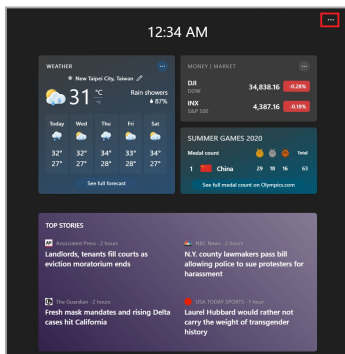 12:34 AM
WEATHER
New Taipei City, Taiwan
31 °C
°F
Rain showers
87%
Today Wed Thu Fri Sat
32° 32° 33° 33° 34°
27° 27° 28° 28° 27°
See full forecast
MONEY | MARKET
DJI
DOW
34,838.16
-0.28%
INX
S&P 500
4,387.16
-0.18%
SUMMER GAMES 2020
Medal count Total
1 China 29 18 16 63
See full medal count on Olympics.com
TOP STORIES
AP Associated Press · 2 hours
Landlords, tenants fill courts as
eviction moratorium ends
NBC News · 2 hours
N.Y. county lawmakers pass bill
allowing police to sue protesters for
harassment
The Guardian · 2 hours
Fresh mask mandates and rising Delta
cases hit California
USA TODAY SPORTS · 1 hour
Laurel Hubbard would rather not
carry the weight of transgender
history